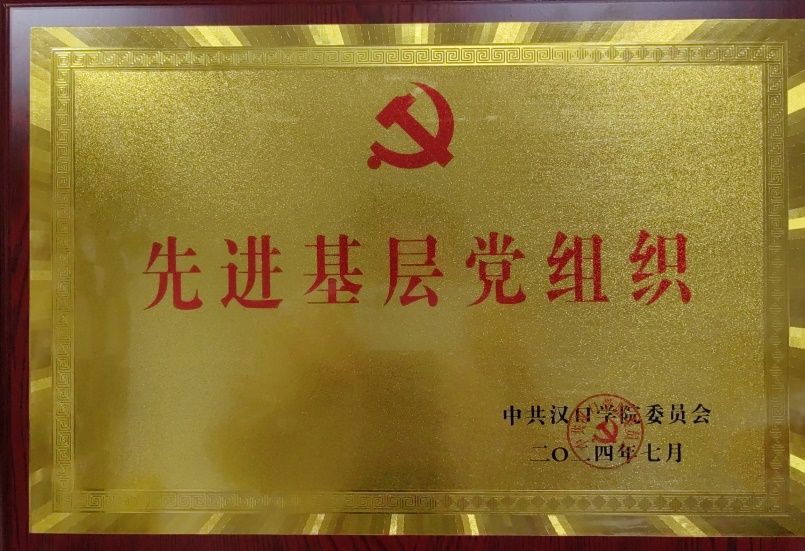 先进基层党组织
中共汉口学院委员会
二〇二四年七月